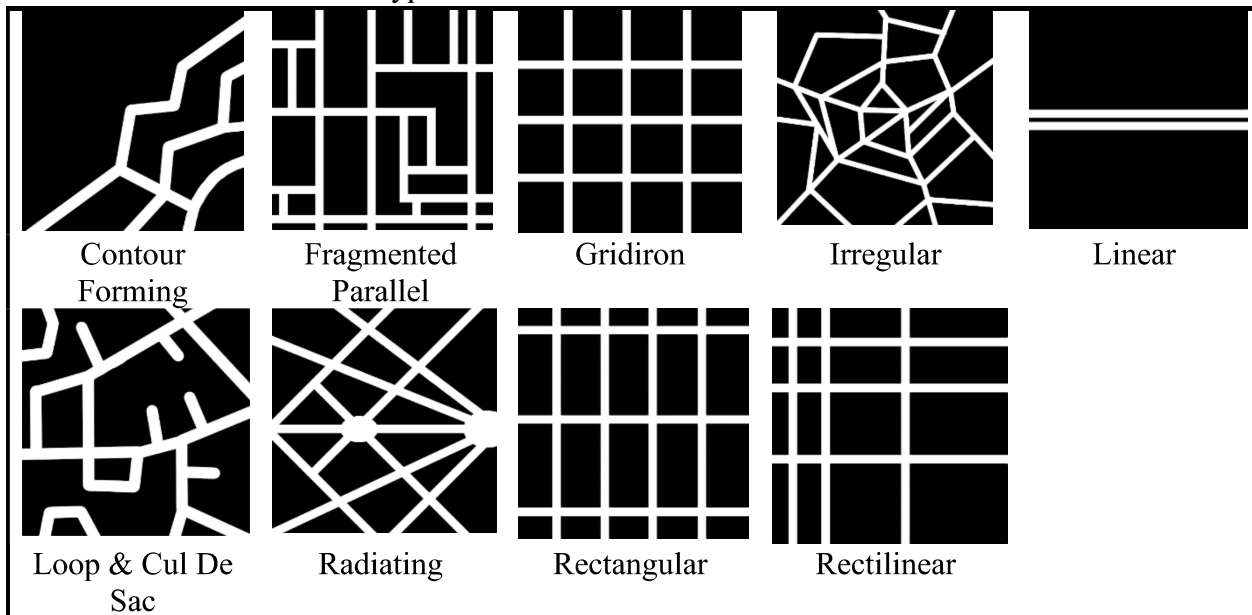 Contour Fragmented Gridiron Irregular Linear
Forming Parallel
Loop & Cul De Radiating Rectangular Rectilinear
Sac